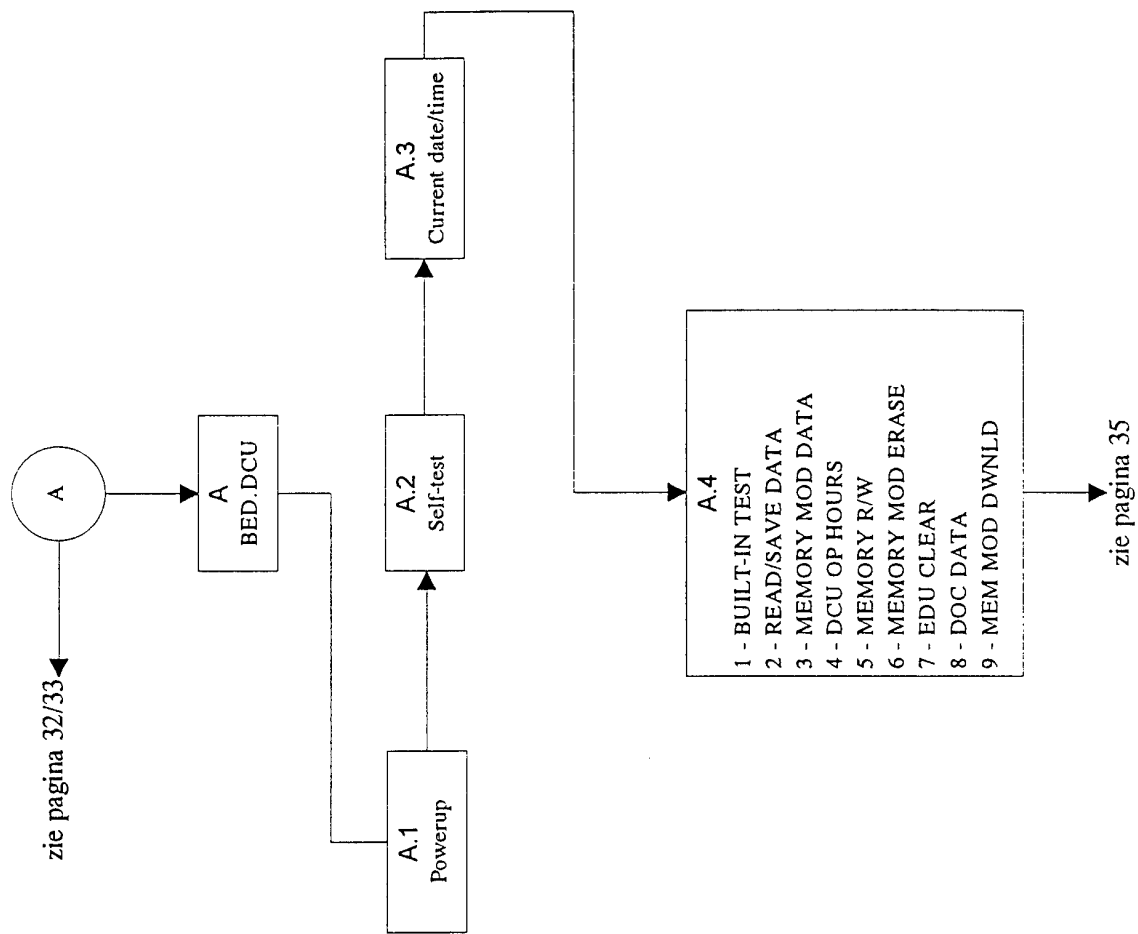 zie pagina 32/33
A
A
BED.DCU
A.1
Powerup
A.2
Self-test
A.3
Current date/time
A.4
1 - BUILT-IN TEST
2 - READ/SAVE DATA
3 - MEMORY MOD DATA
4 - DCU OP HOURS
5 - MEMORY R/W
6 - MEMORY MOD ERASE
7 - EDU CLEAR
8 - DOC DATA
9 - MEM MOD DWNLD
zie pagina 35